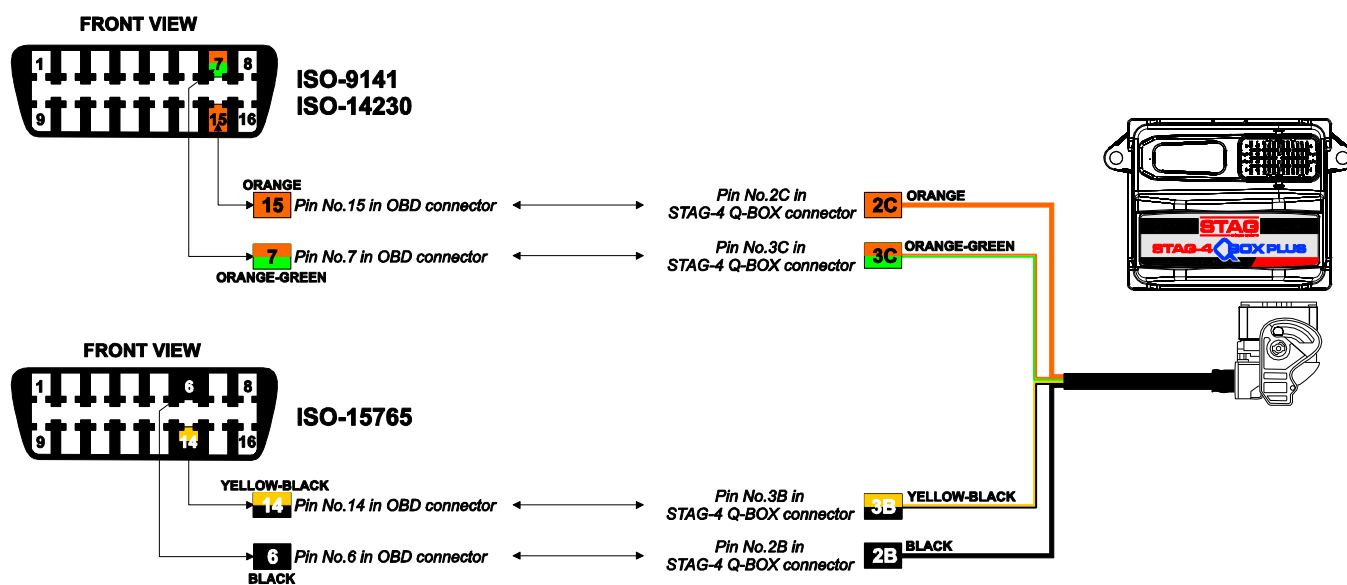 FRONT VIEW
1 7 8
9 15 16
ISO-9141
ISO-14230
ORANGE
15 Pin No.15 in OBD connector
7 Pin No.7 in OBD connector
ORANGE-GREEN
Pin No.2C in
STAG-4 Q-BOX connector
2C ORANGE
Pin No.3C in
STAG-4 Q-BOX connector
3C ORANGE-GREEN
STAG
STAG-4 QBOX PLUS
FRONT VIEW
1 6 8
9 14 16
ISO-15765
YELLOW-BLACK
14 Pin No.14 in OBD connector
6 Pin No.6 in OBD connector
BLACK
Pin No.3B in
STAG-4 Q-BOX connector
3B YELLOW-BLACK
Pin No.2B in
STAG-4 Q-BOX connector
2B BLACK